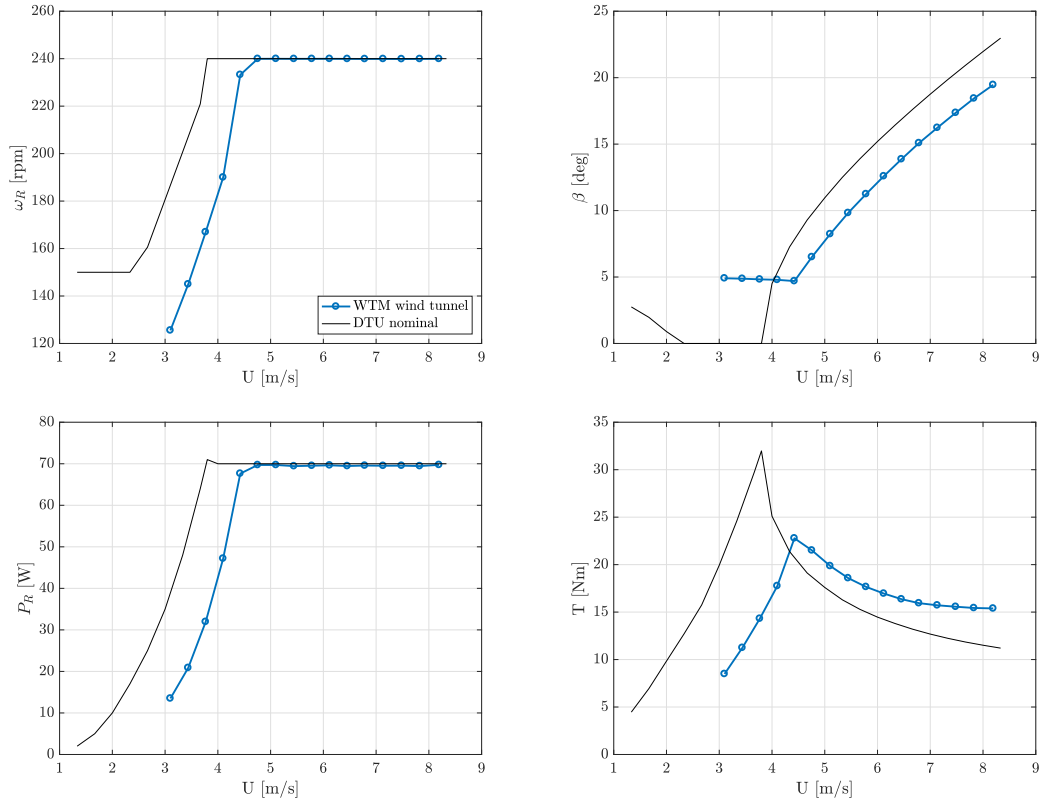 260
240
220
200
180
160
140
120
ω_R [rpm]
1 2 3 4 5 6 7 8 9
U [m/s]
WTM wind tunnel
DTU nominal
25
20
15
10
5
0
β [deg]
1 2 3 4 5 6 7 8 9
U [m/s]
80
70
60
50
40
30
20
10
0
P_R [W]
1 2 3 4 5 6 7 8 9
U [m/s]
35
30
25
20
15
10
5
0
T [Nm]
1 2 3 4 5 6 7 8 9
U [m/s]